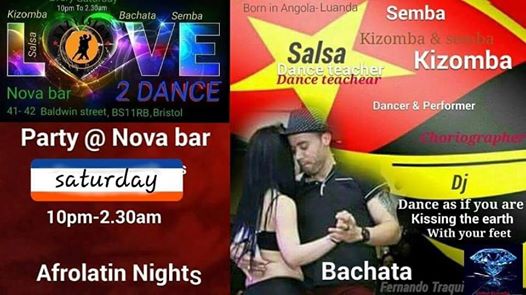 Every Saturday
10pm To 2.30am
Kizomba
Bachata
Semba
Salsa
LOVE
2 DANCE
Nova bar
41- 42 Baldwin street, BS11RB,Bristol
Party @ Nova bar
saturday
10pm-2.30am
Afrolatin Nights
Born in Angola- Luanda
Semba
Kizomba & semba
Salsa
Kizomba
Dance teacher
Dance teachear
Dancer & Performer
Choriographer
Dj
Dance as if you are
Kissing the earth
With your feet
Bachata
Fernando Traqui